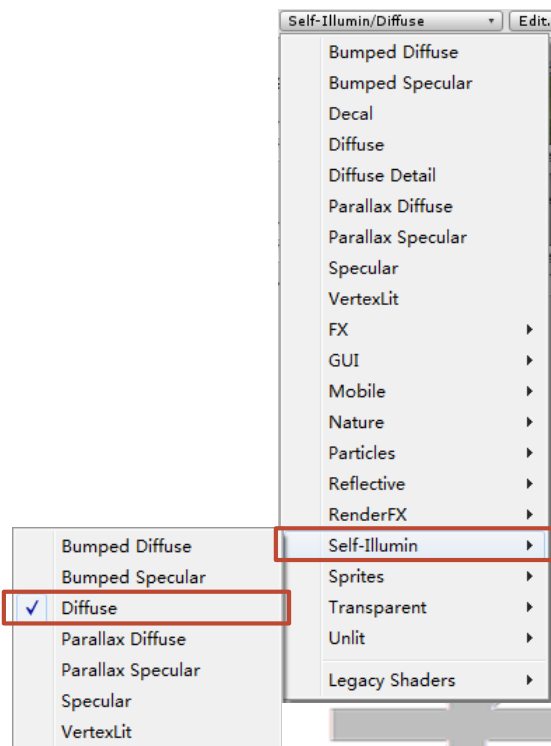 Self-Illumin/Diffuse
Edit.
Bumped Diffuse
Bumped Specular
Decal
Diffuse
Diffuse Detail
Parallax Diffuse
Parallax Specular
Specular
VertexLit
FX
GUI
Mobile
Nature
Particles
Reflective
RenderFX
Self-Illumin
Sprites
Transparent
Unlit
Legacy Shaders
Bumped Diffuse
Bumped Specular
Diffuse
Parallax Diffuse
Parallax Specular
Specular
VertexLit